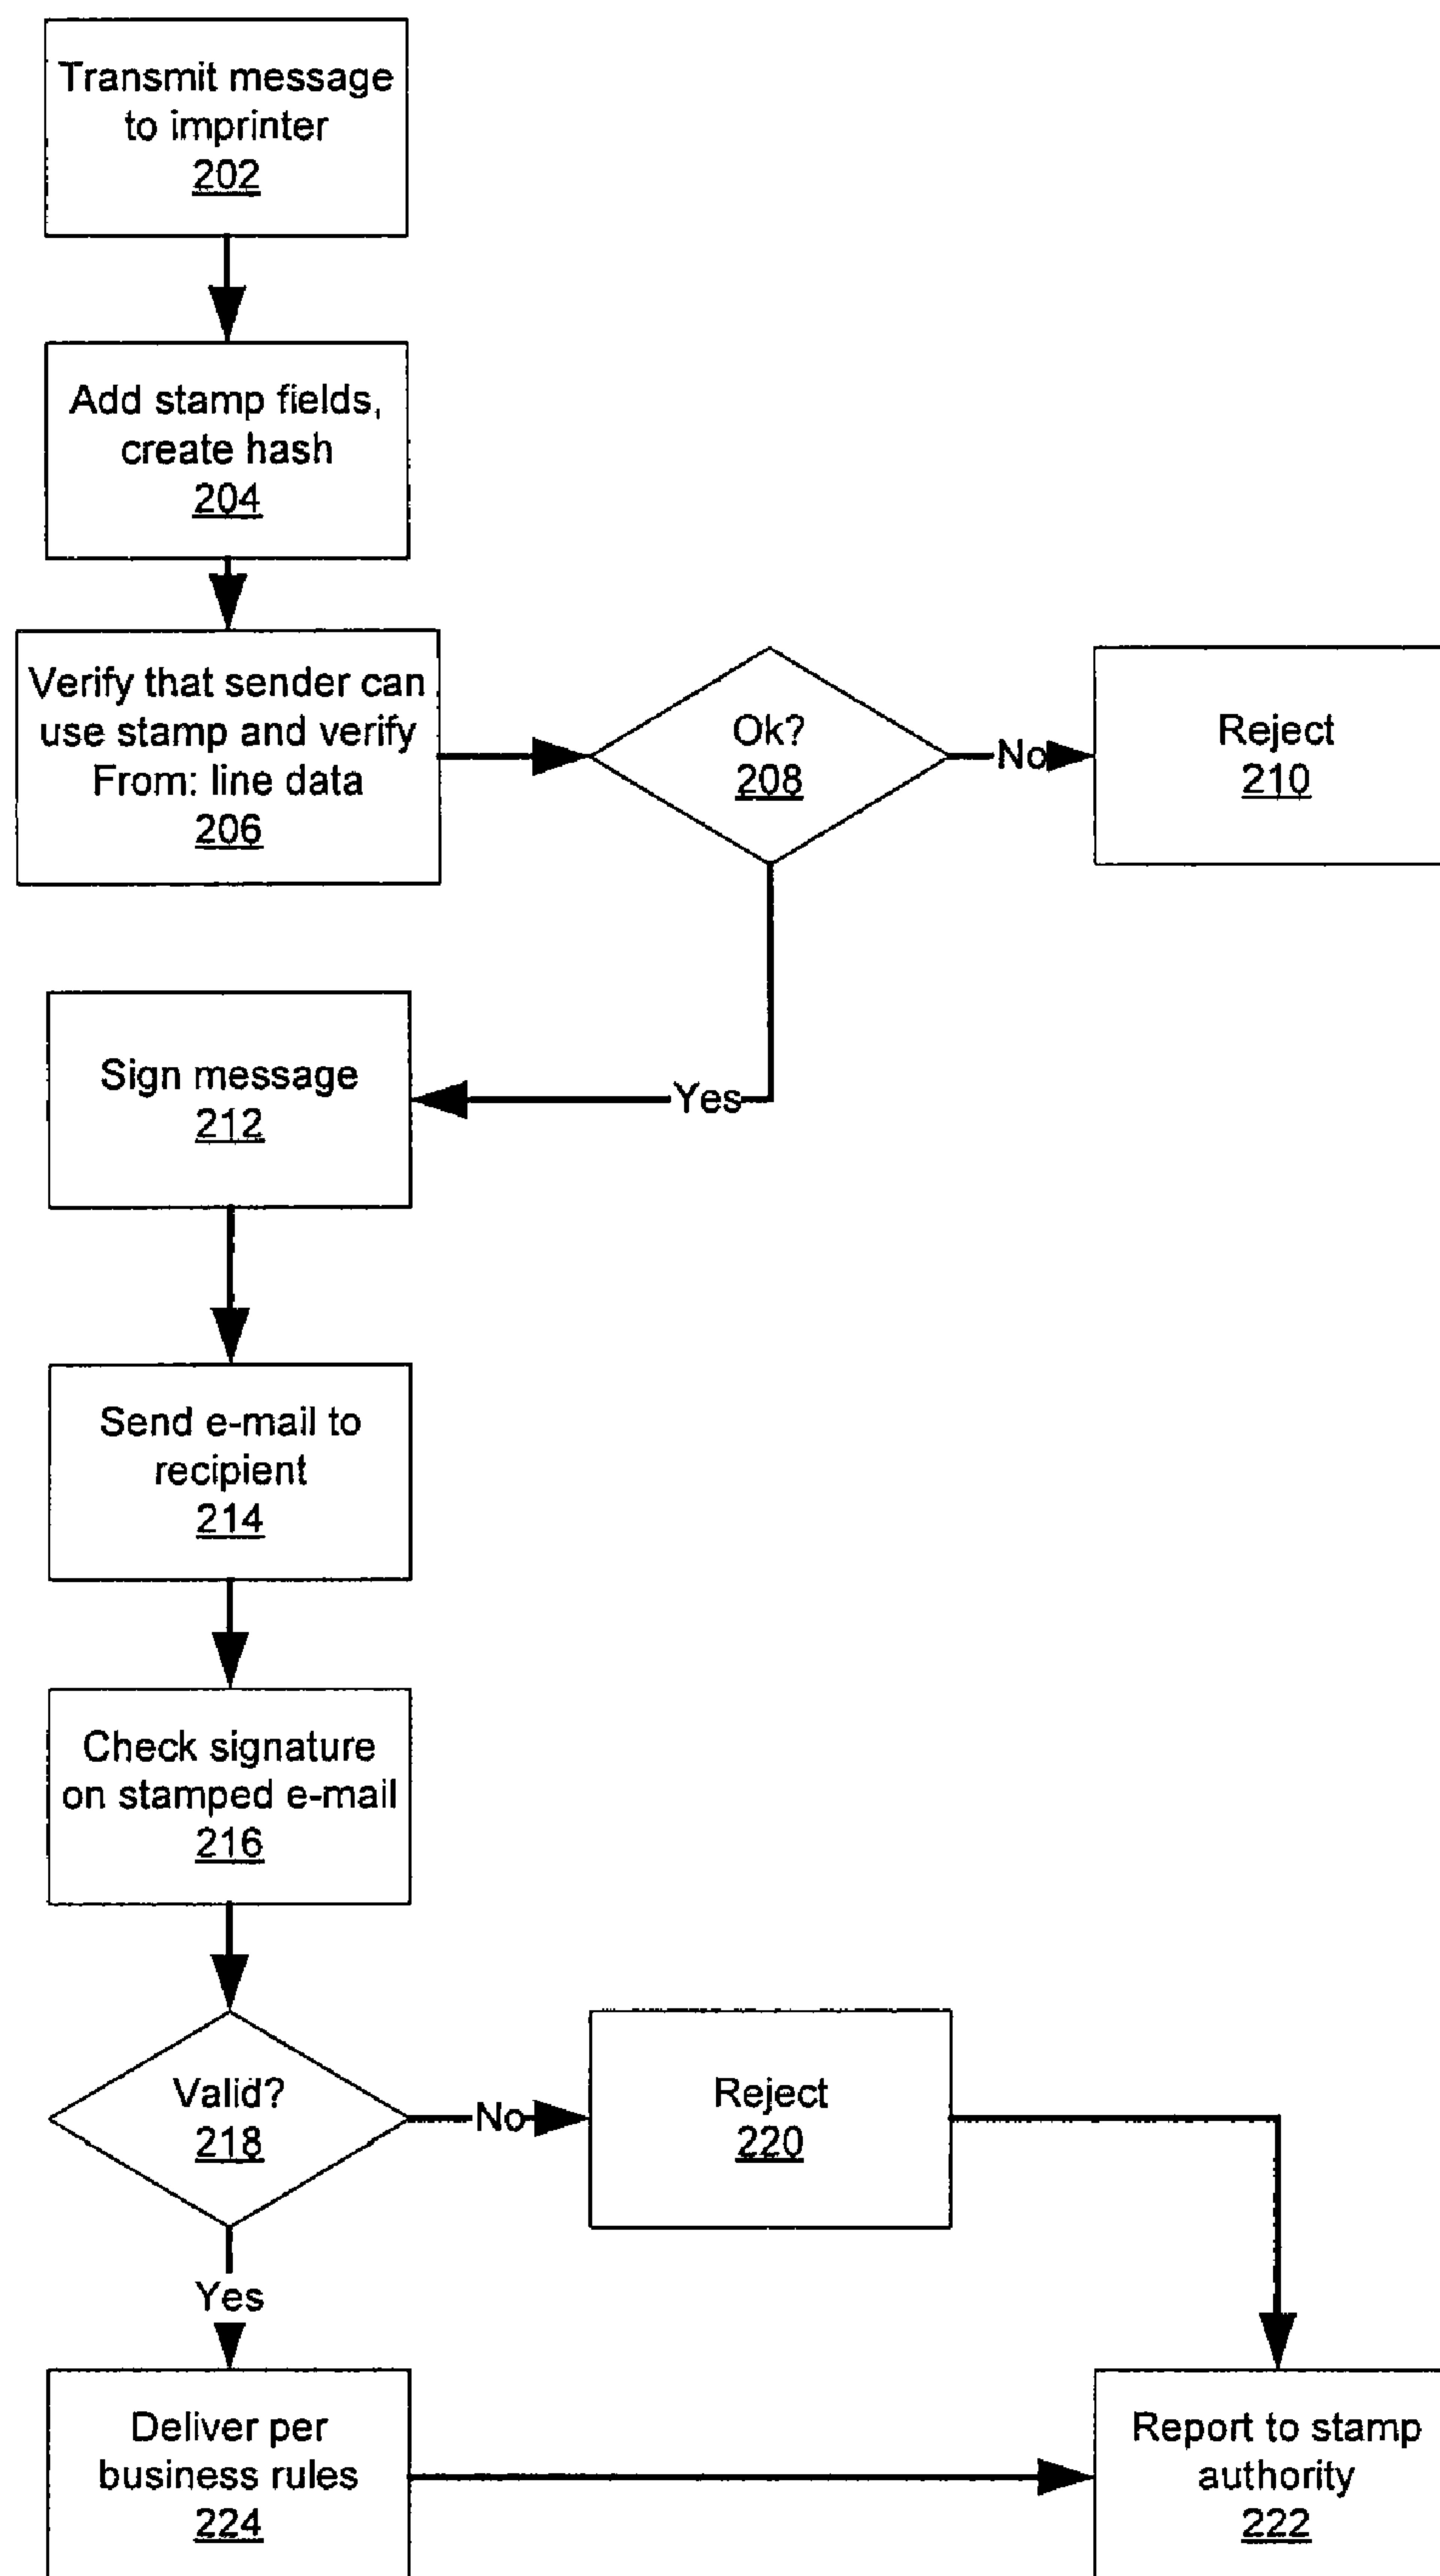 Transmit message
to imprinter
202
Add stamp fields,
create hash
204
Verify that sender can
use stamp and verify
From: line data
206
Ok?
208
No
Reject
210
Yes
Sign message
212
Send e-mail to
recipient
214
Check signature
on stamped e-mail
216
Valid?
218
No
Reject
220
Yes
Deliver per
business rules
224
Report to stamp
authority
222